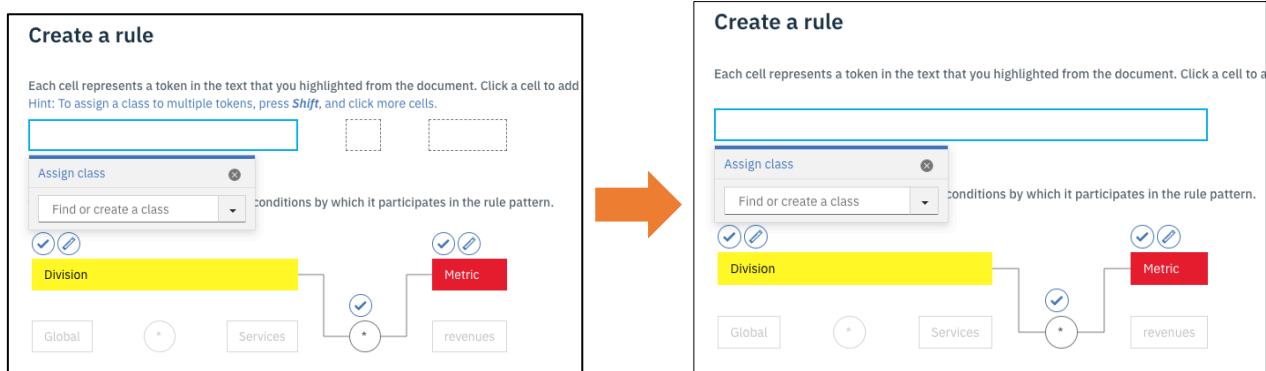 Create a rule
Each cell represents a token in the text that you highlighted from the document. Click a cell to add
Hint: To assign a class to multiple tokens, press Shift, and click more cells.
Assign class
Find or create a class
conditions by which it participates in the rule pattern.
Division
Metric
*
Global
*
Services
revenues
Create a rule
Each cell represents a token in the text that you highlighted from the document. Click a cell to a
Assign class
Find or create a class
conditions by which it participates in the rule pattern.
Division
Metric
*
Global
*
Services
revenues